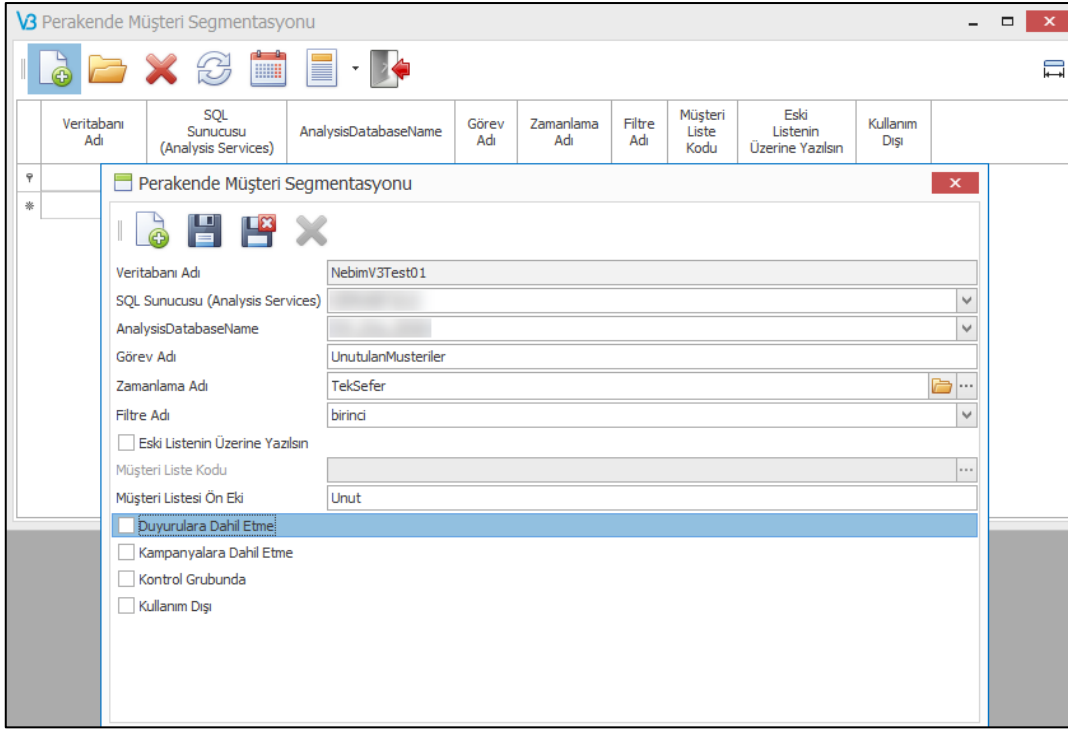 V3 Perakende Müşteri Segmentasyonu
Veritabanı Adı
SQL Sunucusu (Analysis Services)
AnalysisDatabaseName
Görev Adı
Zamanlama Adı
Filtre Adı
Müşteri Liste Kodu
Eski Listenin Üzerine Yazılsın
Kullanım Dışı
Perakende Müşteri Segmentasyonu
Veritabanı Adı NebimV3Test01
SQL Sunucusu (Analysis Services)
AnalysisDatabaseName
Görev Adı UnutulanMusteriler
Zamanlama Adı TekSefer
Filtre Adı birinci
Eski Listenin Üzerine Yazılsın
Müşteri Liste Kodu
Müşteri Listesi Ön Eki Unut
Duyurulara Dahil Etme
Kampanyalara Dahil Etme
Kontrol Grubunda
Kullanım Dışı